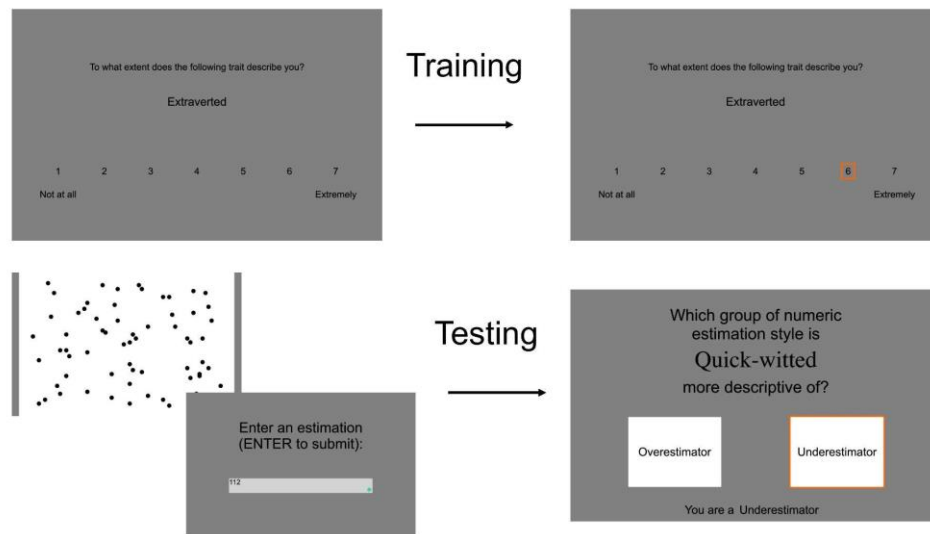 To what extent does the following trait describe you?
Extraverted
1 2 3 4 5 6 7
Not at all Extremely
Training
To what extent does the following trait describe you?
Extraverted
1 2 3 4 5 6 7
Not at all Extremely
Enter an estimation
(ENTER to submit):
112
Testing
Which group of numeric
estimation style is
Quick-witted
more descriptive of?
Overestimator Underestimator
You are a Underestimator